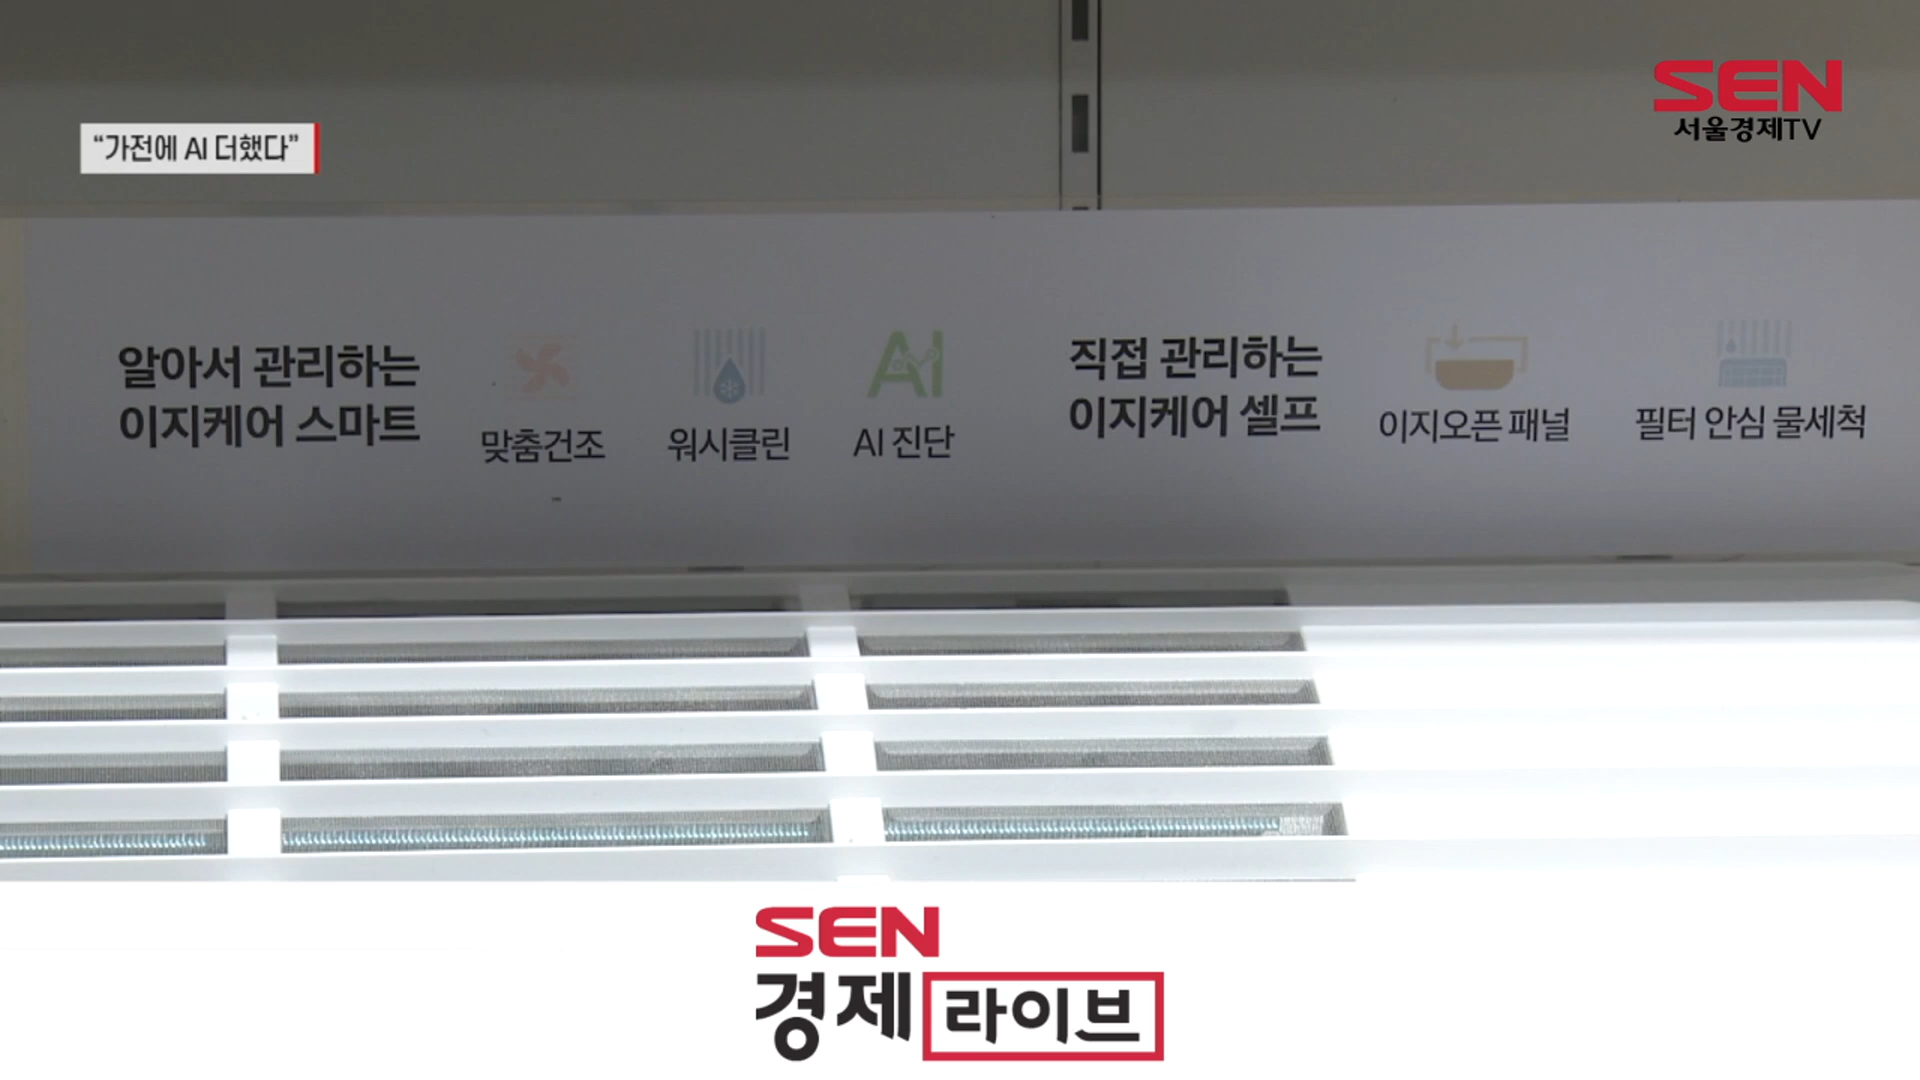 SEN
서울경제TV
“가전에 AI 더했다”
알아서 관리하는
이지케어 스마트
맞춤건조
워시클린
AI
AI 진단
직접 관리하는
이지케어 셀프
이지오픈 패널
필터 안심 물세척
SEN
경제 라이브